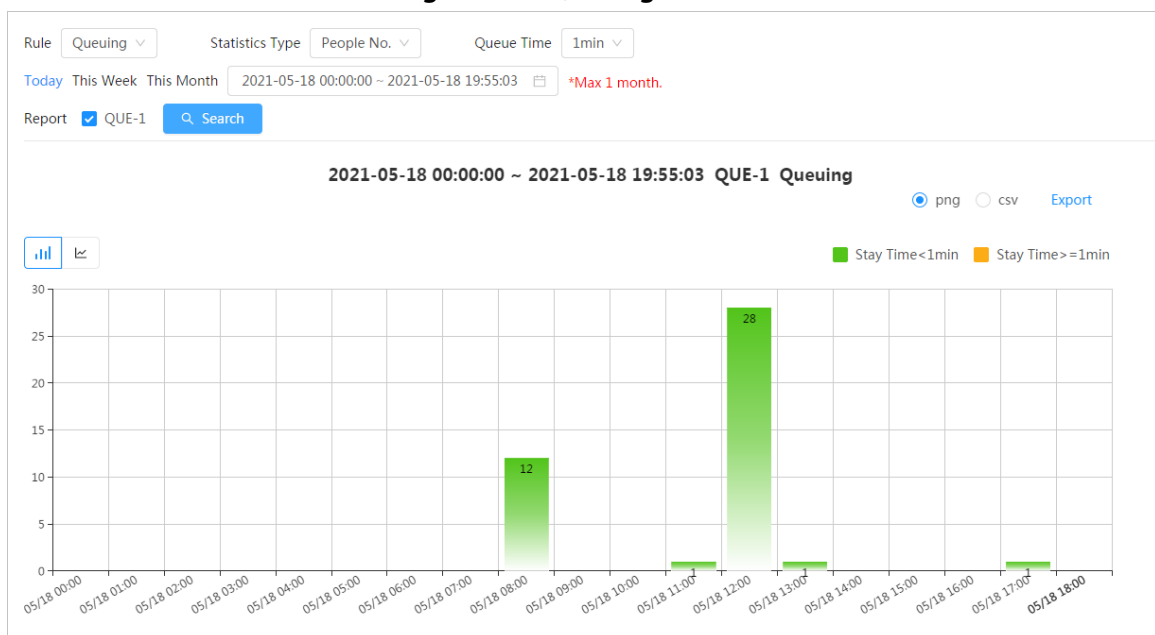 Rule Queuing Statistics Type People No. Queue Time 1min
Today This Week This Month 2021-05-18 00:00:00 ~ 2021-05-18 19:55:03 *Max 1 month.
Report QUE-1 Search
2021-05-18 00:00:00 ~ 2021-05-18 19:55:03 QUE-1 Queuing
png csv Export
Stay Time<1min Stay Time>=1min
30
28
25
20
15
12
10
5
0
1 1 1
05/18 00:00 05/18 01:00 05/18 02:00 05/18 03:00 05/18 04:00 05/18 05:00 05/18 06:00 05/18 07:00 05/18 08:00 05/18 09:00 05/18 10:00 05/18 11:00 05/18 12:00 05/18 13:00 05/18 14:00 05/18 15:00 05/18 16:00 05/18 17:00 05/18 18:00